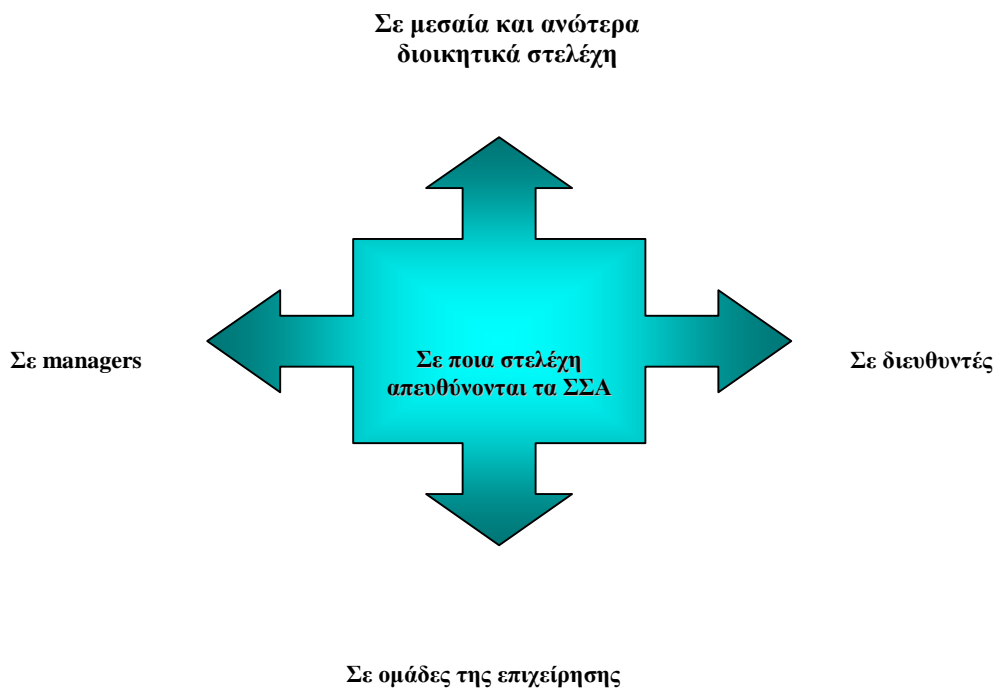 Σε μεσαία και ανώτερα
διοικητικά στελέχη
Σε managers
Σε ποια στελέχη
απευθύνονται τα ΣΣΑ
Σε διευθυντές
Σε ομάδες της επιχείρησης